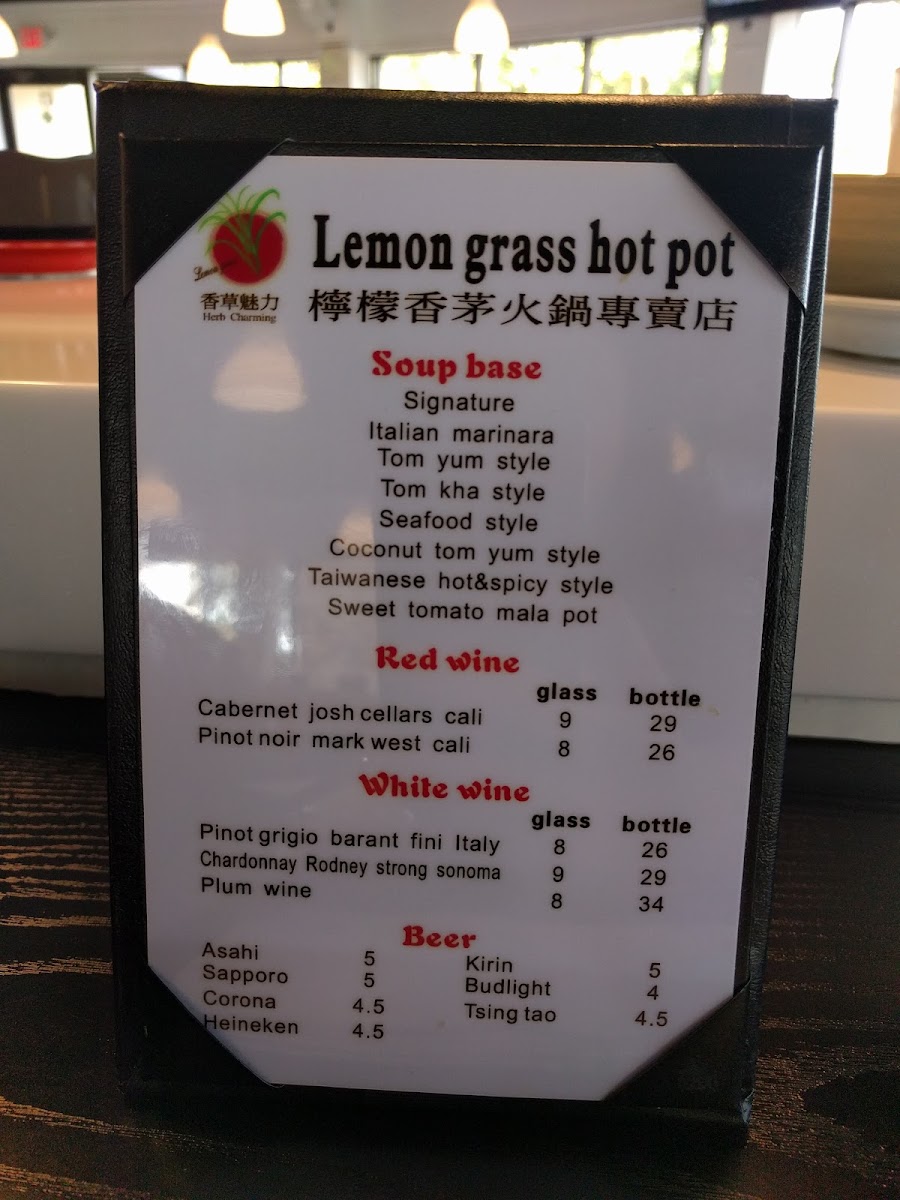 Lemon
香草魅力
Herb Charming
Lemon grass hot pot
檸檬香茅火鍋專賣店
Soup base
Signature
Italian marinara
Tom yum style
Tom kha style
Seafood style
Coconut tom yum style
Taiwanese hot&spicy style
Sweet tomato mala pot
Red wine
glass bottle
Cabernet josh cellars cali 9 29
Pinot noir mark west cali 8 26
White wine
glass bottle
Pinot grigio barant fini Italy 8 26
Chardonnay Rodney strong sonoma 9 29
Plum wine 8 34
Beer
Asahi 5 Kirin 5
Sapporo 5 Budlight 4
Corona 4.5 Tsing tao 4.5
Heineken 4.5